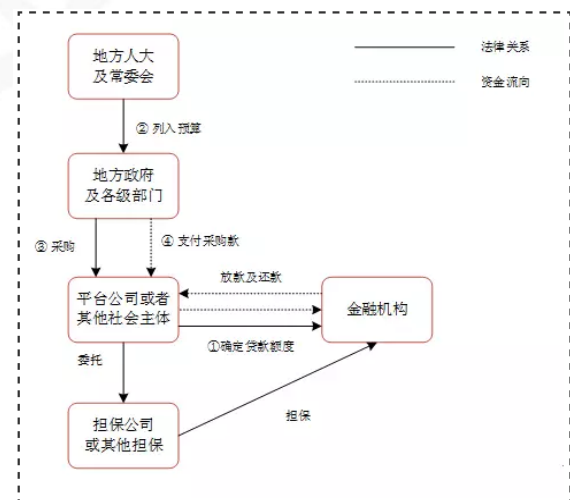 地方人大
及常委会
法律关系
资金流向
② 列入预算
地方政府
及各级部门
③ 采购
④ 支付采购款
放款及还款
平台公司或者
其他社会主体
金融机构
①确定贷款额度
委托
担保公司
或其他担保
担保